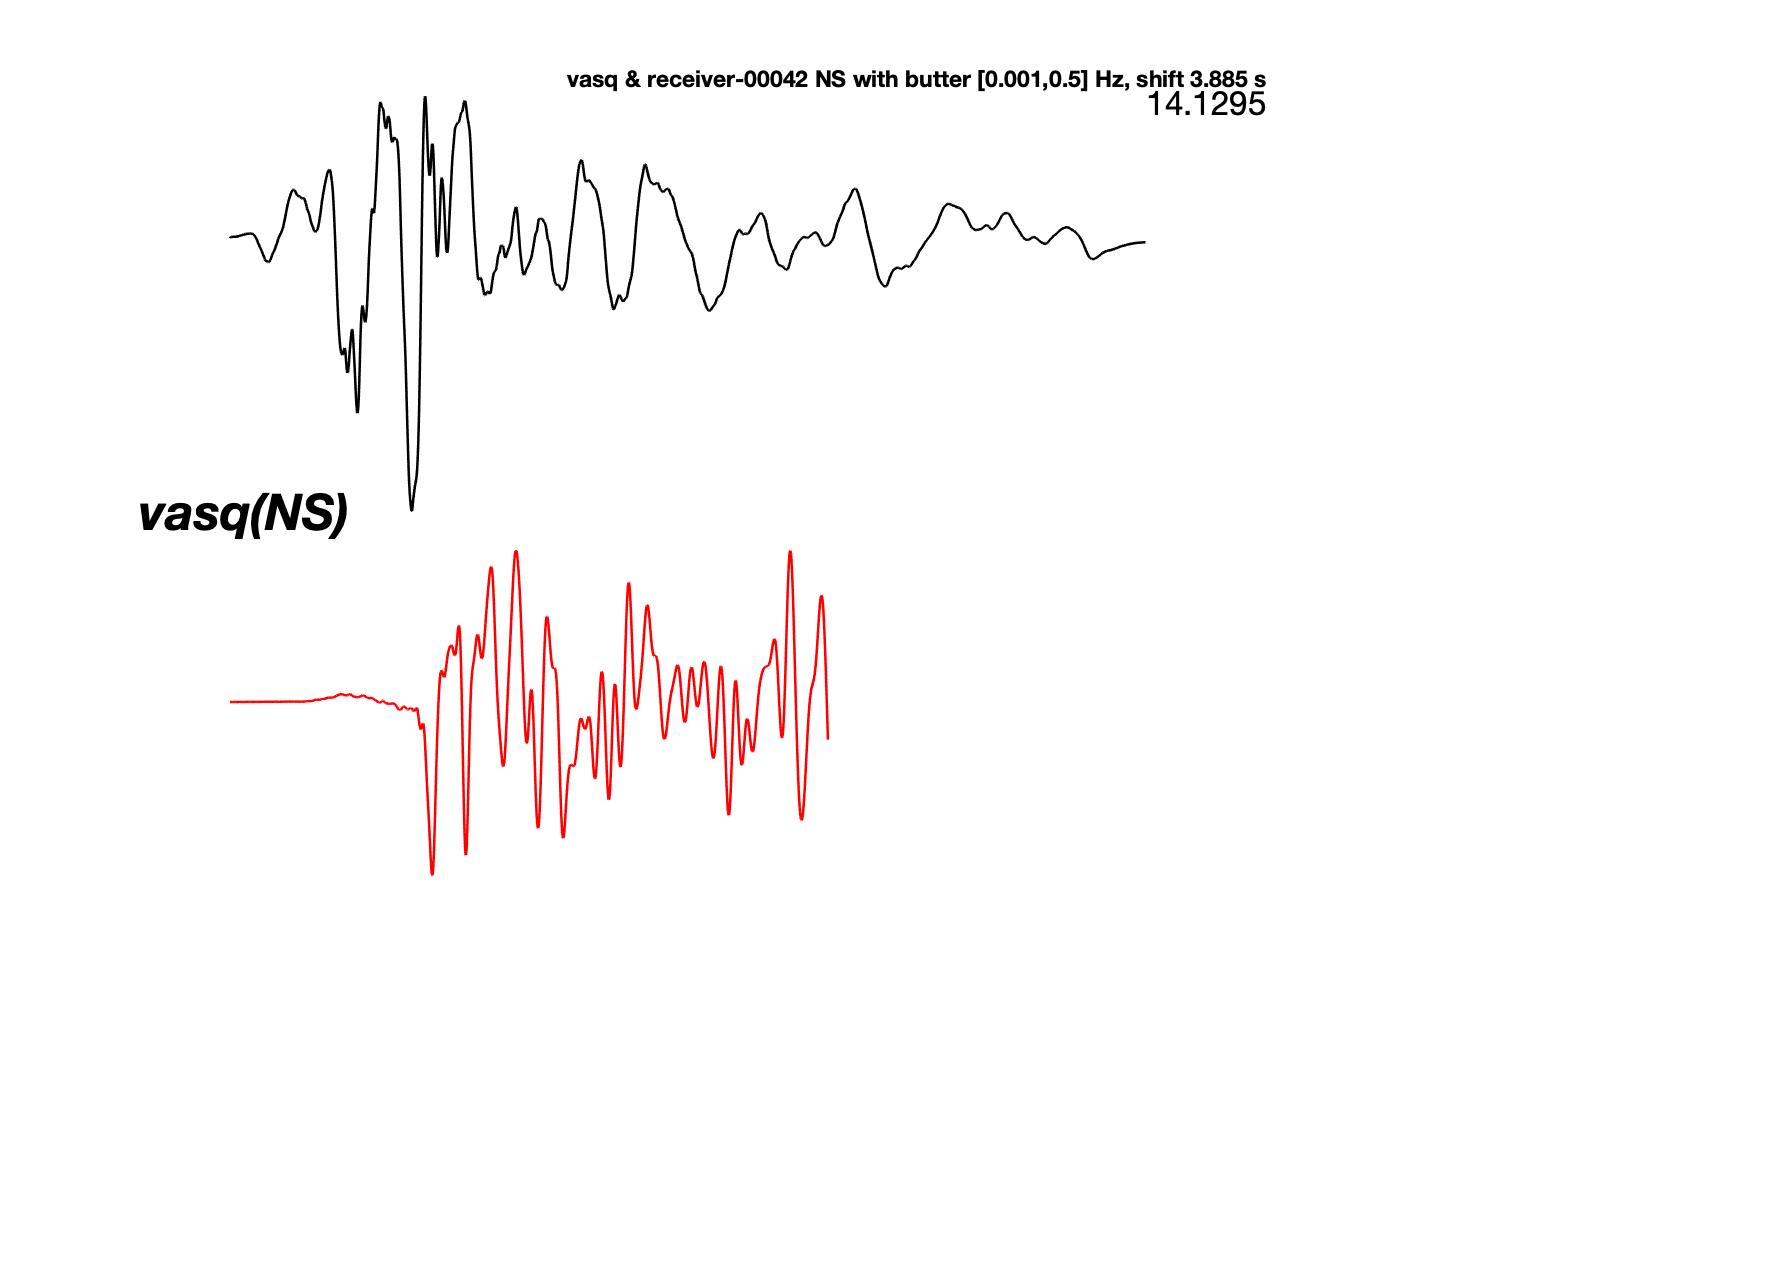 vasq & receiver-00042 NS with butter [0.001,0.5] Hz, shift 3.885 s
14.1295
vasq(NS)